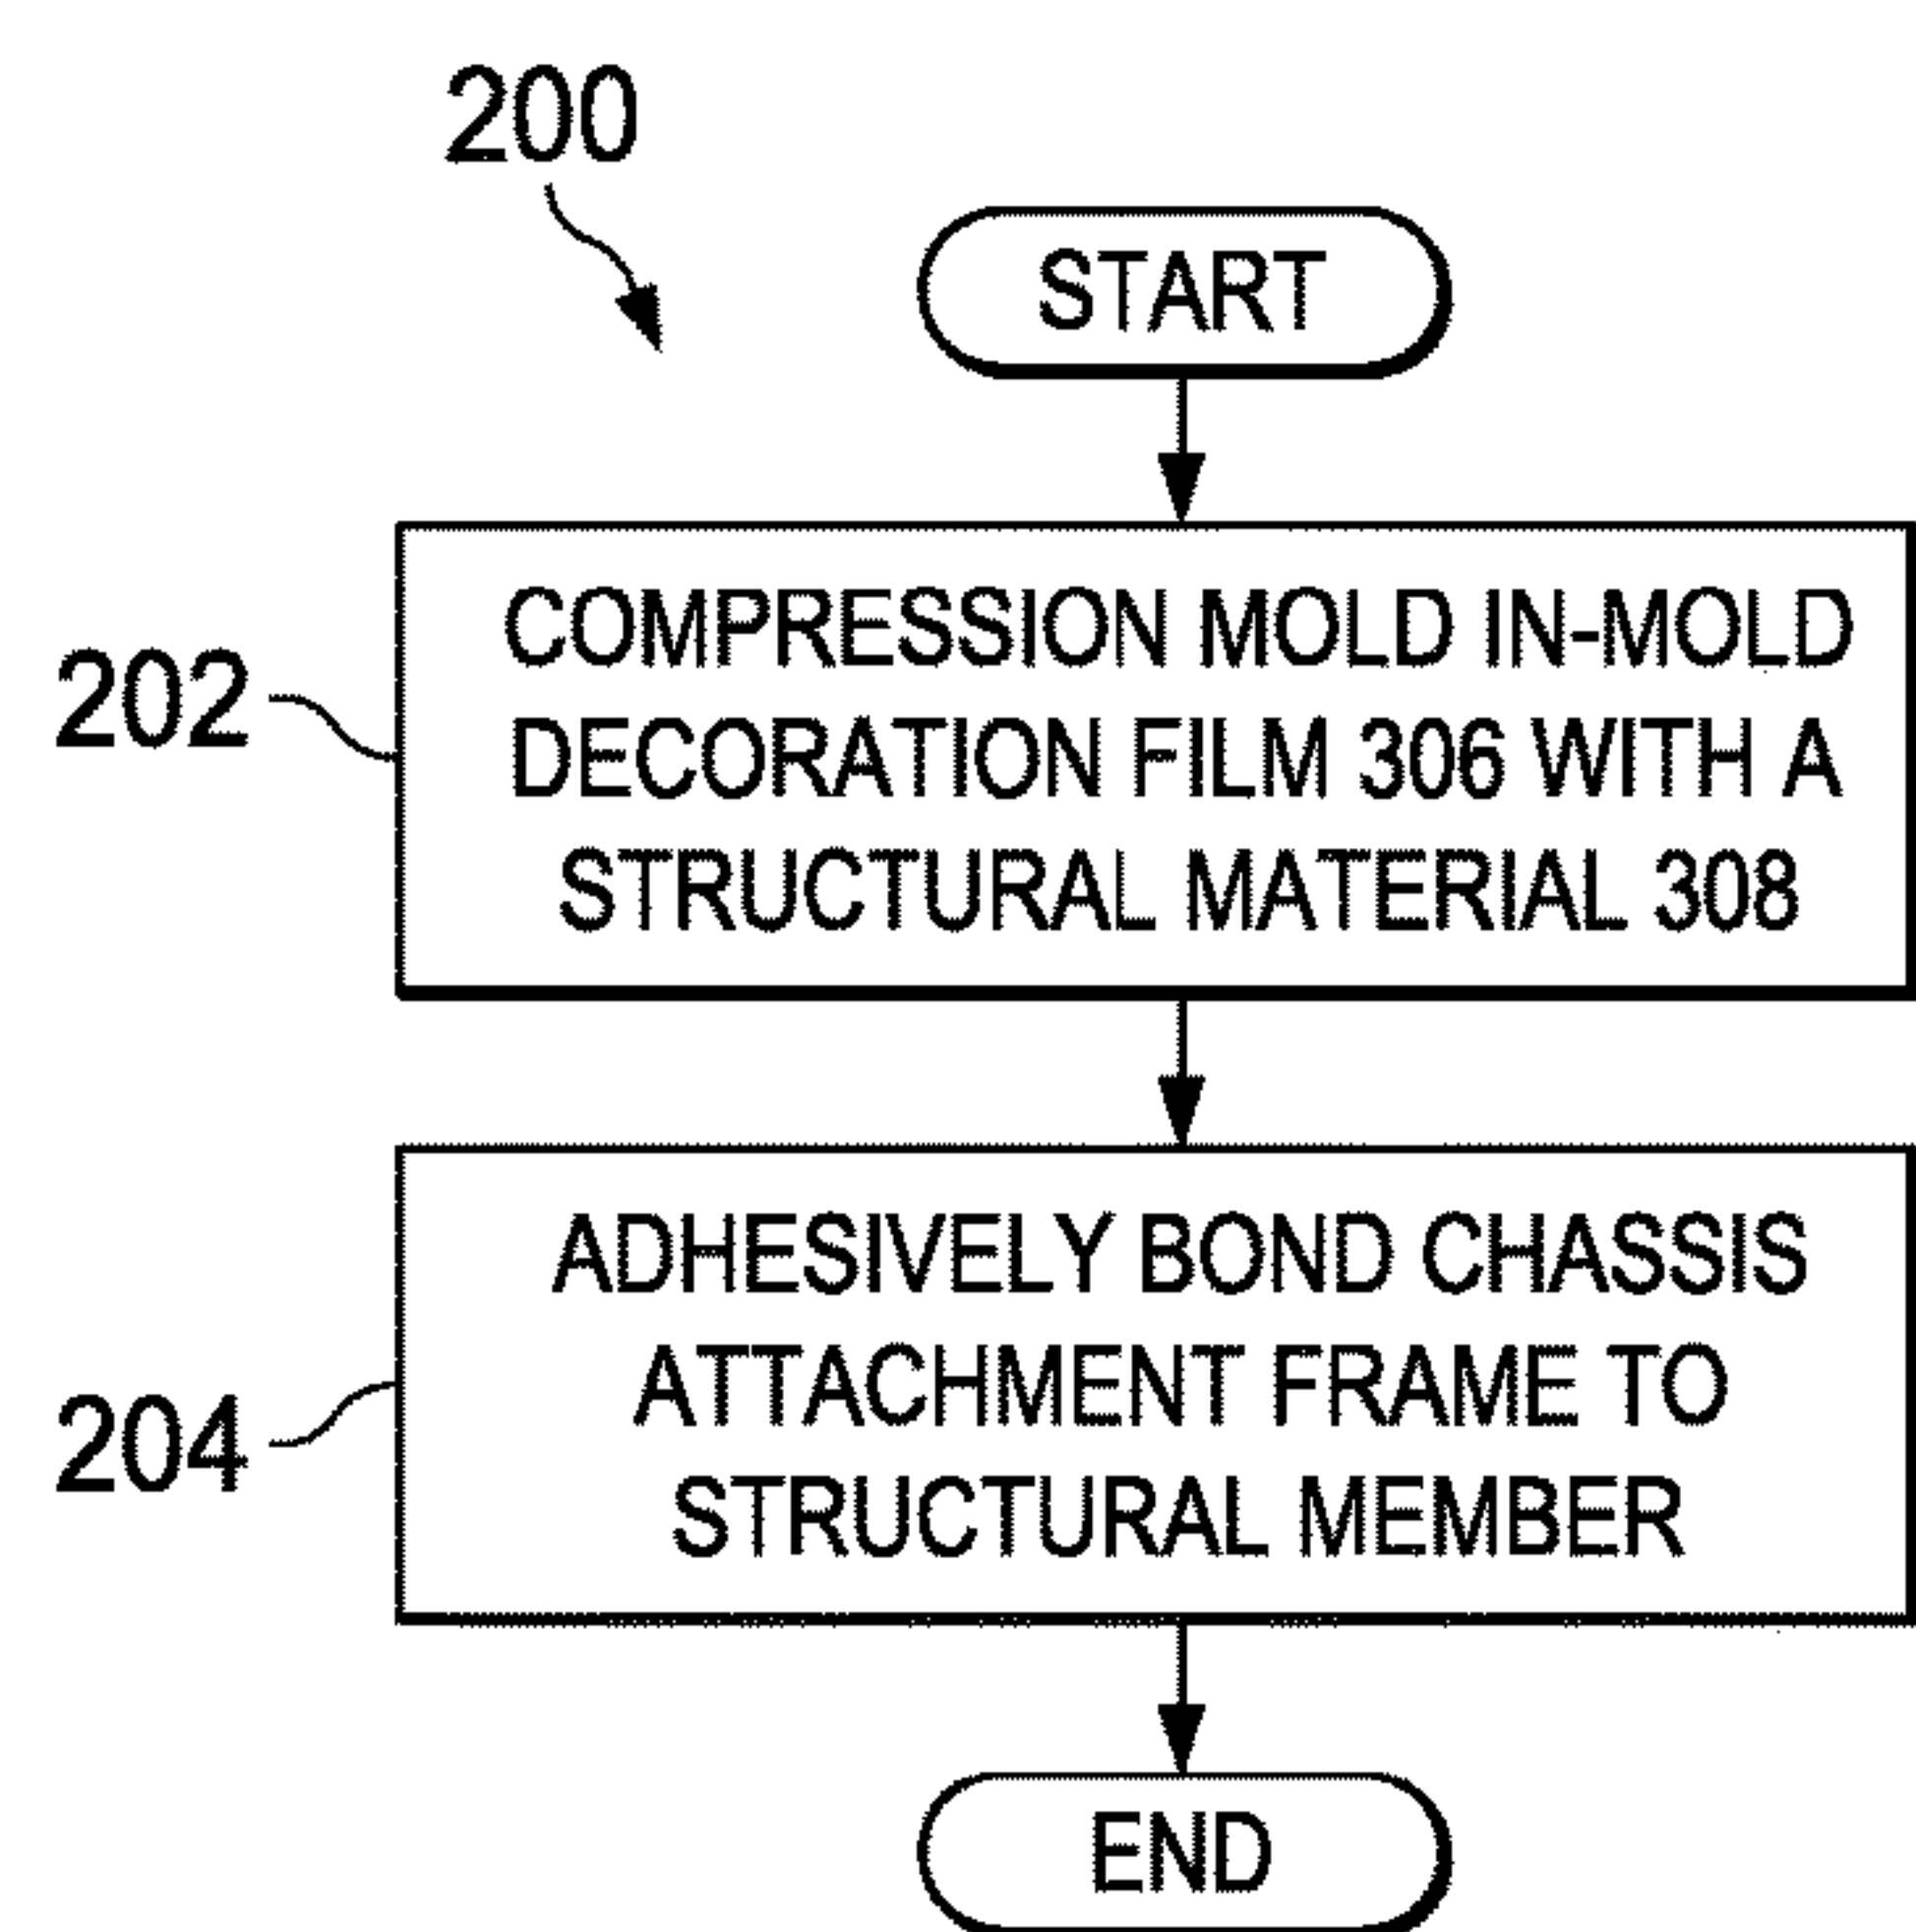 200
START
202
COMPRESSION MOLD IN-MOLD
DECORATION FILM 306 WITH A
STRUCTURAL MATERIAL 308
204
ADHESIVELY BOND CHASSIS
ATTACHMENT FRAME TO
STRUCTURAL MEMBER
END